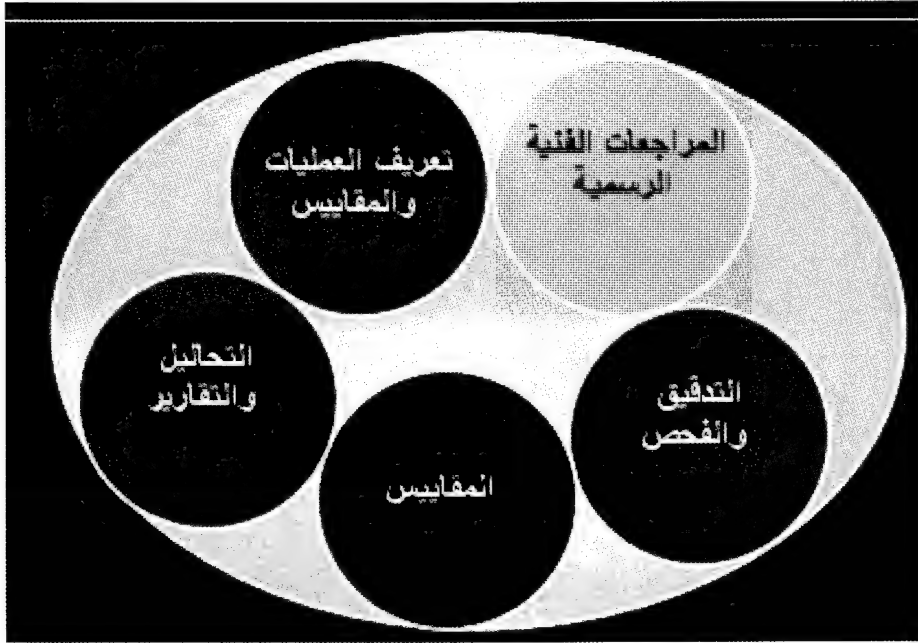 المراجعات الفنية
الرسمية
تعريف العمليات
والمقاييس
التحاليل
والتقارير
التدقيق
والفحص
المقاييس